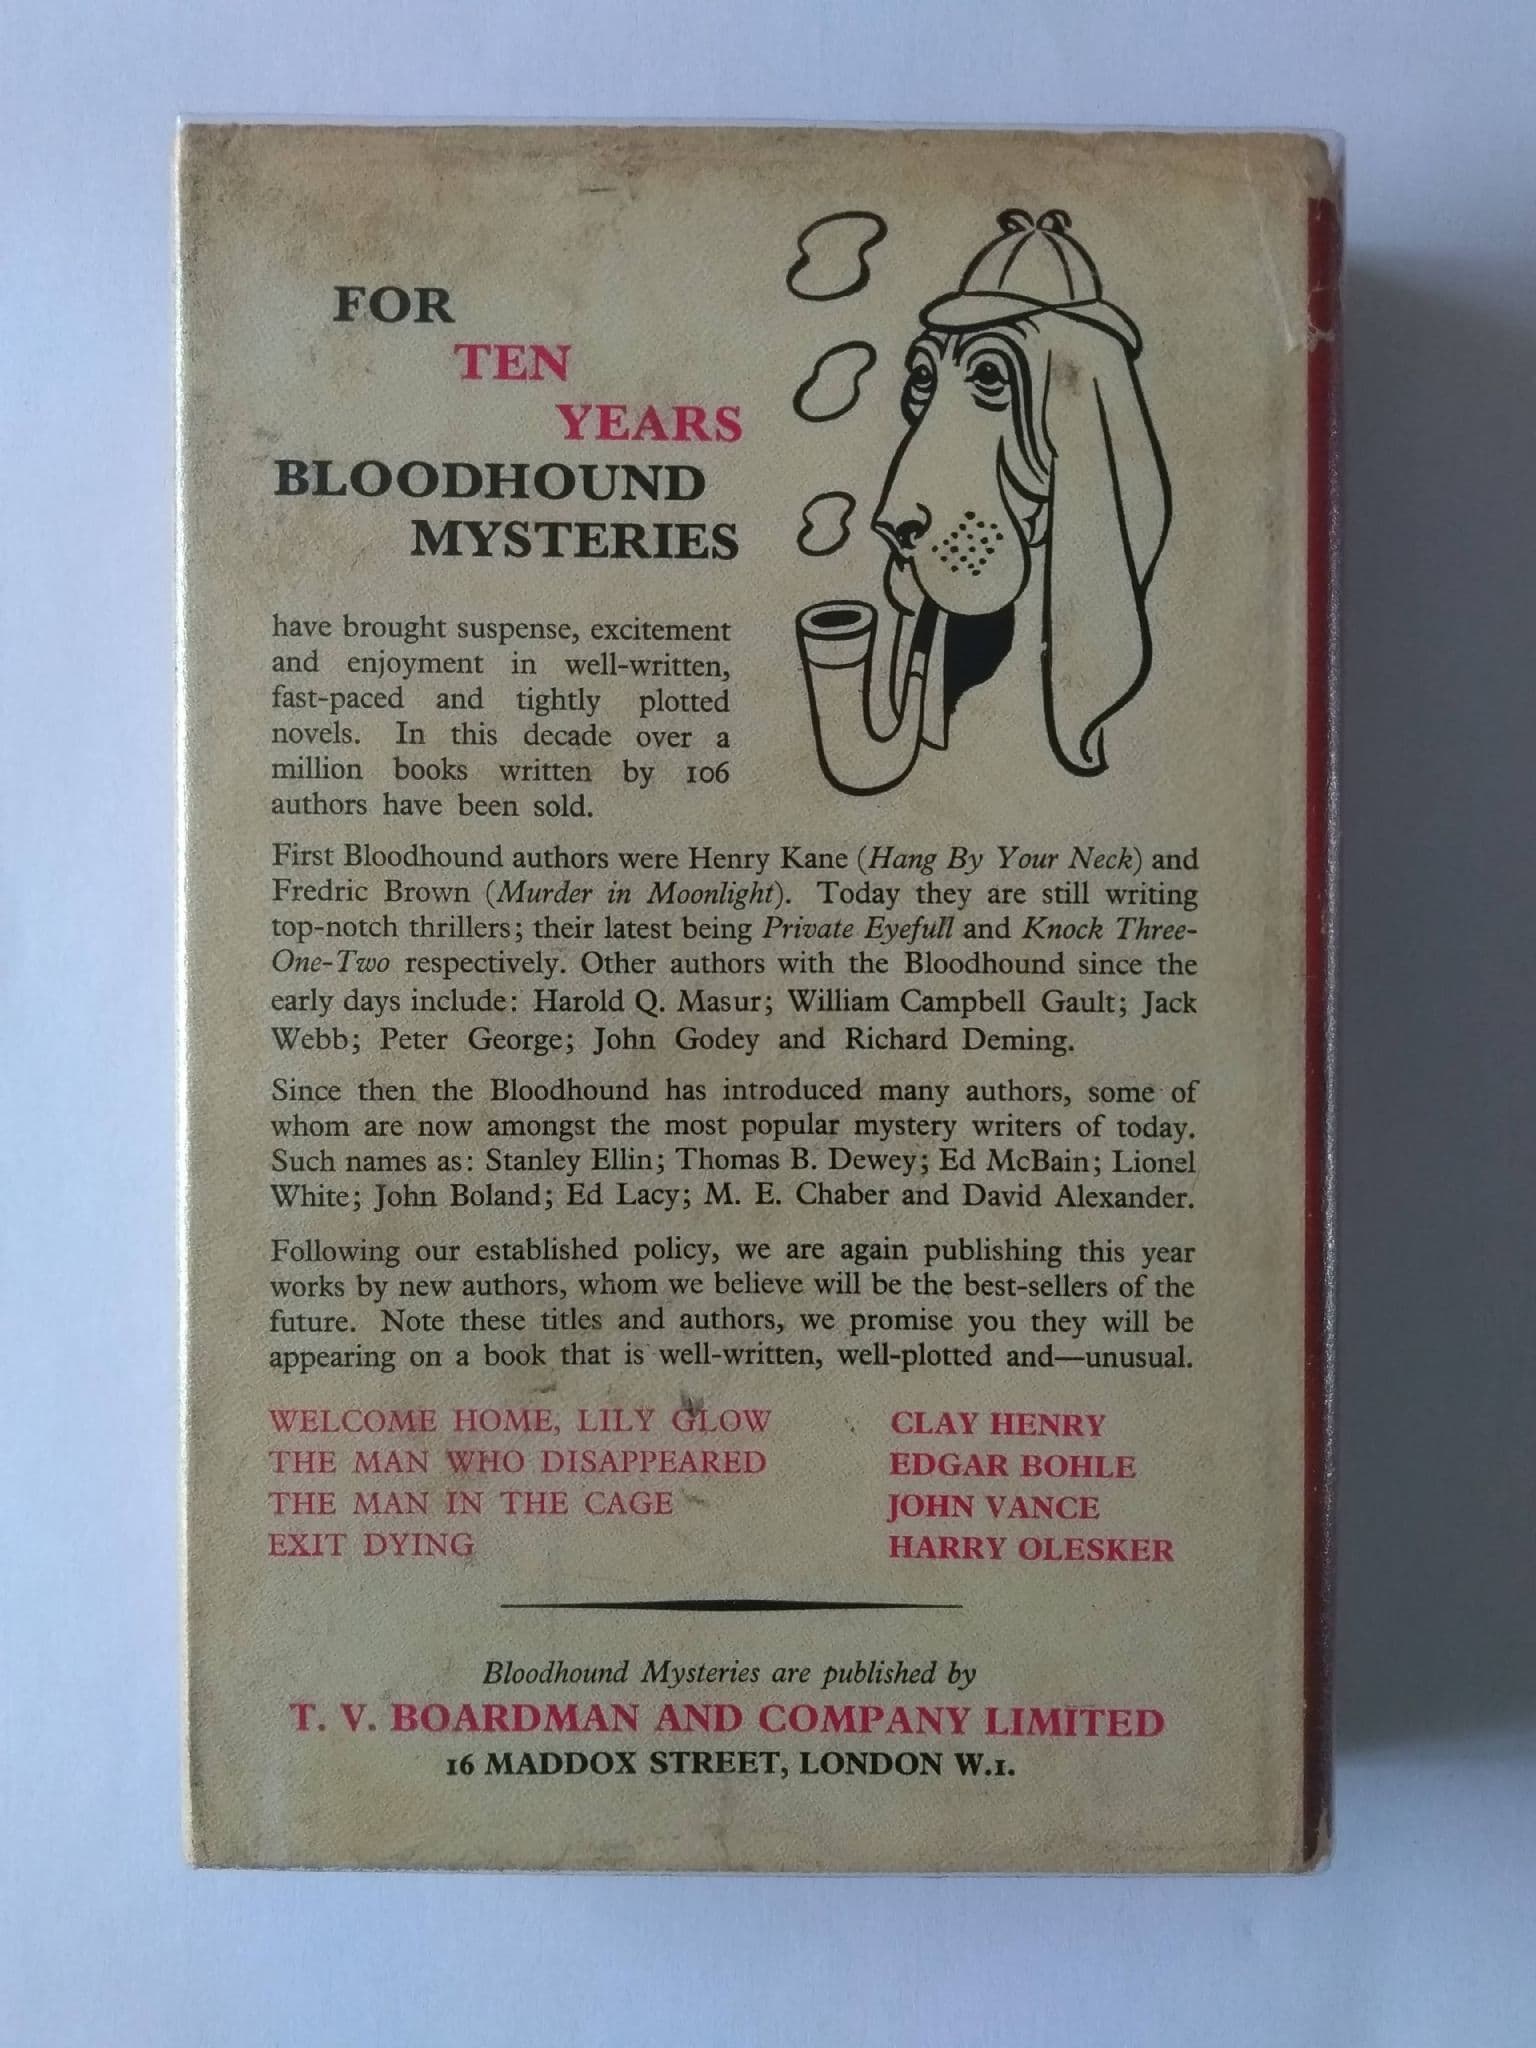 FOR
TEN
YEARS
BLOODHOUND
MYSTERIES
have brought suspense, excitement
and enjoyment in well-written,
fast-paced and tightly plotted
novels. In this decade over a
million books written by 106
authors have been sold.
First Bloodhound authors were Henry Kane (Hang By Your Neck) and
Fredric Brown (Murder in Moonlight). Today they are still writing
top-notch thrillers; their latest being Private Eyefull and Knock Three-
One-Two respectively. Other authors with the Bloodhound since the
early days include: Harold Q. Masur; William Campbell Gault; Jack
Webb; Peter George; John Godey and Richard Deming.
Since then the Bloodhound has introduced many authors, some of
whom are now amongst the most popular mystery writers of today.
Such names as: Stanley Ellin; Thomas B. Dewey; Ed McBain; Lionel
White; John Boland; Ed Lacy; M. E. Chaber and David Alexander.
Following our established policy, we are again publishing this year
works by new authors, whom we believe will be the best-sellers of the
future. Note these titles and authors, we promise you they will be
appearing on a book that is well-written, well-plotted and—unusual.
WELCOME HOME, LILY GLOW CLAY HENRY
THE MAN WHO DISAPPEARED EDGAR BOHLE
THE MAN IN THE CAGE JOHN VANCE
EXIT DYING HARRY OLESKER
Bloodhound Mysteries are published by
T. V. BOARDMAN AND COMPANY LIMITED
16 MADDOX STREET, LONDON W.1.